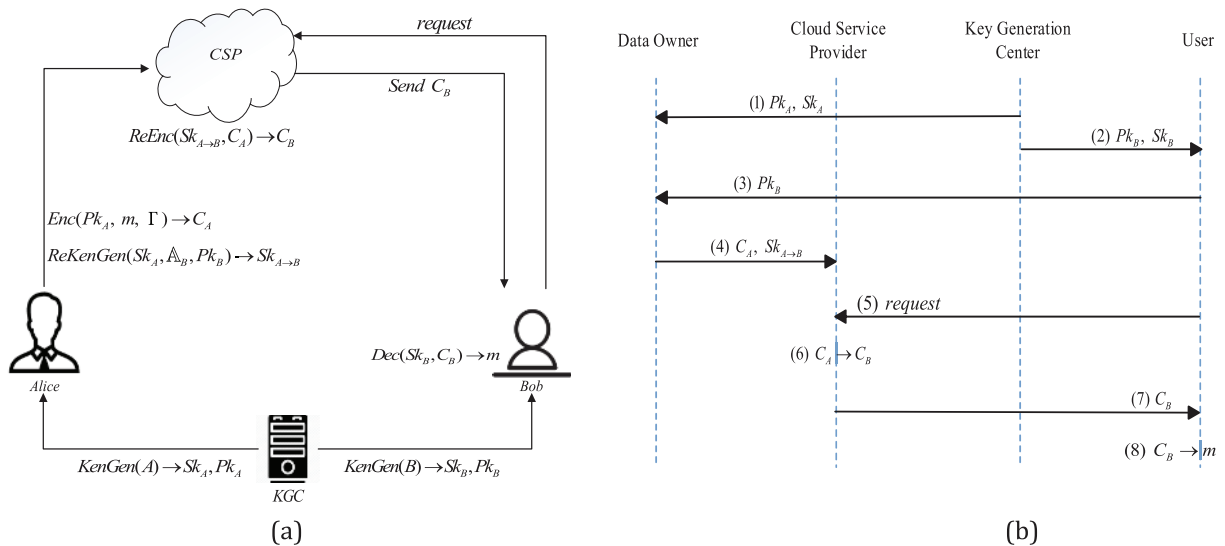 request
CSP
Send C_B
ReEnc(Sk_{A→B}, C_A)→C_B
Enc(Pk_A, m, Γ)→C_A
ReKenGen(Sk_A, 𝔸_B, Pk_B)→Sk_{A→B}
Dec(Sk_B, C_B)→m
Alice
Bob
KenGen(A)→Sk_A, Pk_A
KenGen(B)→Sk_B, Pk_B
KGC
(a)
Data Owner
Cloud Service
Provider
Key Generation
Center
User
(1) Pk_A, Sk_A
(2) Pk_B, Sk_B
(3) Pk_B
(4) C_A, Sk_{A→B}
(5) request
(6) C_A→C_B
(7) C_B
(8) C_B→m
(b)